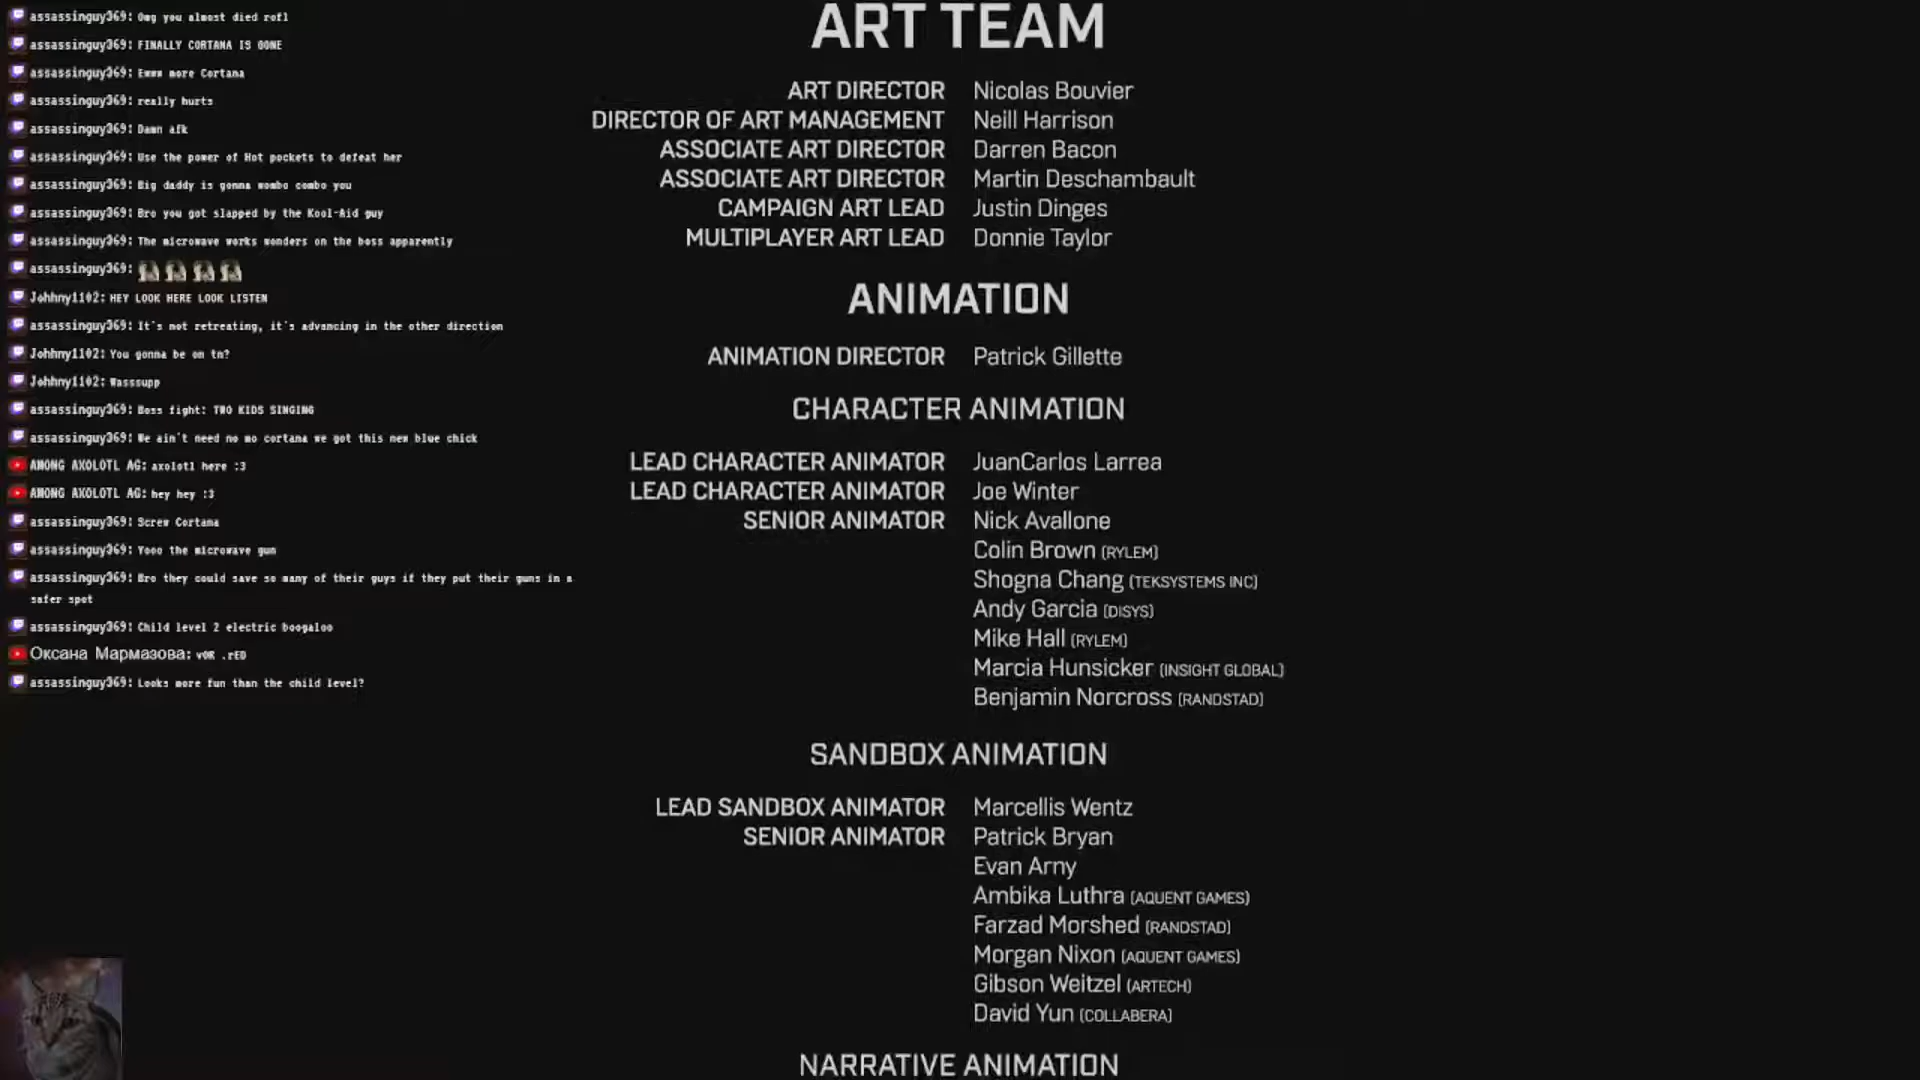 assassinguy369: Omg you almost died rofl
assassinguy369: FINALLY CORTANA IS GONE
assassinguy369: Ewww more Cortana
assassinguy369: really hurts
assassinguy369: Damn afk
assassinguy369: Use the power of Hot pockets to defeat her
assassinguy369: Big daddy is gonna wombo combo you
assassinguy369: Bro you got slapped by the Kool-Aid guy
assassinguy369: The microwave works wonders on the boss apparently
assassinguy369:
Johhny1102: HEY LOOK HERE LOOK LISTEN
assassinguy369: It's not retreating, it's advancing in the other direction
Johhny1102: You gonna be on tn?
Johhny1102: Wasssupp
assassinguy369: Boss fight: TWO KIDS SINGING
assassinguy369: We ain't need no mo cortana we got this new blue chick
AMONG AXOLOTL AG: axolotl here :3
AMONG AXOLOTL AG: hey hey :3
assassinguy369: Screw Cortana
assassinguy369: Yooo the microwave gun
assassinguy369: Bro they could save so many of their guys if they put their guns in a
safer spot
assassinguy369: Child level 2 electric boogaloo
Оксана Мармазова: vOR .rED
assassinguy369: Looks more fun than the child level?
ART TEAM
ART DIRECTOR Nicolas Bouvier
DIRECTOR OF ART MANAGEMENT Neill Harrison
ASSOCIATE ART DIRECTOR Darren Bacon
ASSOCIATE ART DIRECTOR Martin Deschambault
CAMPAIGN ART LEAD Justin Dinges
MULTIPLAYER ART LEAD Donnie Taylor
ANIMATION
ANIMATION DIRECTOR Patrick Gillette
CHARACTER ANIMATION
LEAD CHARACTER ANIMATOR JuanCarlos Larrea
LEAD CHARACTER ANIMATOR Joe Winter
SENIOR ANIMATOR Nick Avallone
Colin Brown (RYLEM)
Shogna Chang (TEKSYSTEMS INC)
Andy Garcia (DISYS)
Mike Hall (RYLEM)
Marcia Hunsicker (INSIGHT GLOBAL)
Benjamin Norcross (RANDSTAD)
SANDBOX ANIMATION
LEAD SANDBOX ANIMATOR Marcellis Wentz
SENIOR ANIMATOR Patrick Bryan
Evan Arny
Ambika Luthra (AQUENT GAMES)
Farzad Morshed (RANDSTAD)
Morgan Nixon (AQUENT GAMES)
Gibson Weitzel (ARTECH)
David Yun (COLLABERA)
NARRATIVE ANIMATION